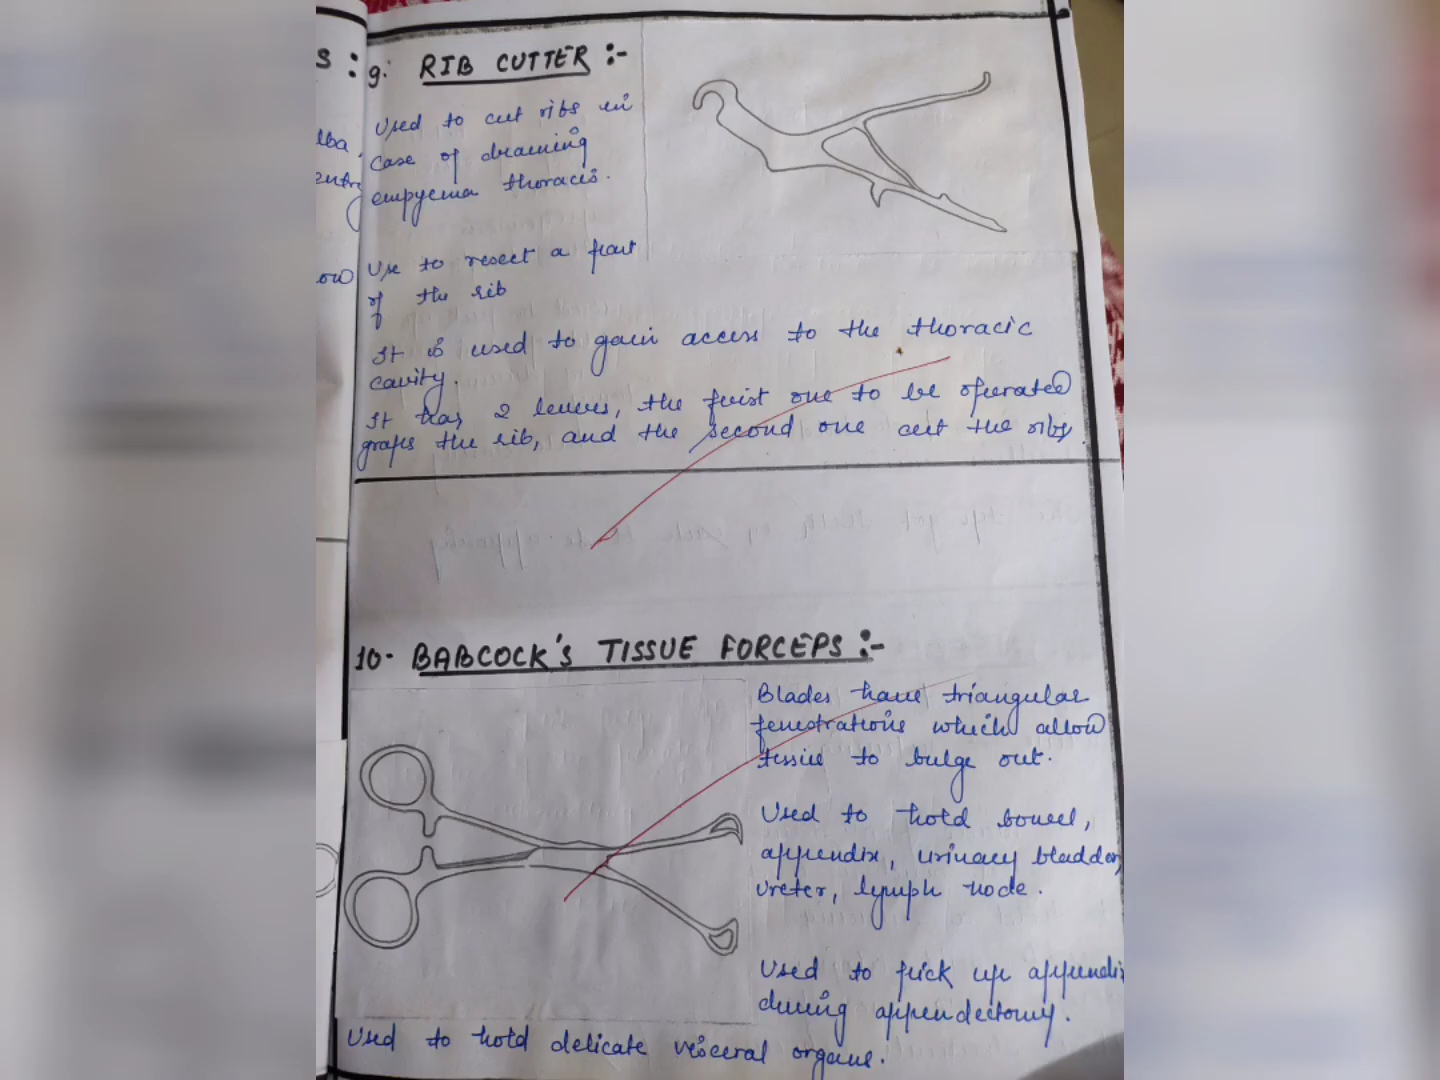 S :
9. RIB CUTTER :-
lba,
Used to cut ribs in
case of draining
entry
empyema thoracis.
ow
Use to resect a part
of the rib
It is used to gain access to the thoracic
cavity.
It has 2 levers, the first one to be operated
graps the rib, and the second one cut the ribs.
10- BABCOCK'S TISSUE FORCEPS :-
Blades have triangular
fenestrations which allow
tissue to bulge out.
Used to hold bowel,
appendix, urinary bladder,
ureter, lymph node.
Used to pick up appendix
during appendectomy.
Used to hold delicate visceral organs.